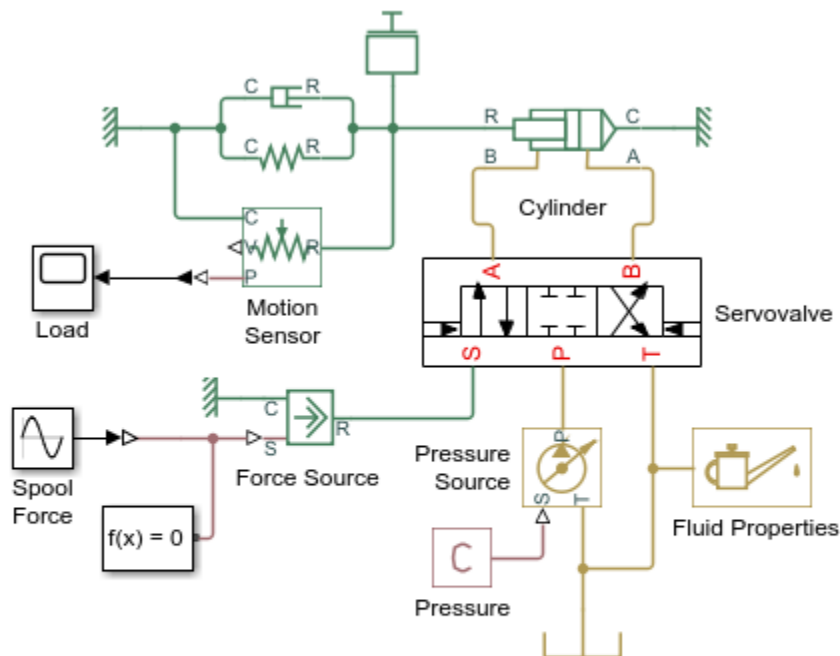 C R
C R
R C
B A
Cylinder
C
V R
P
Load
Motion
Sensor
A B
S P T
Servovalve
Spool
Force
C
S R
Force Source
f(x) = 0
Pressure
Source
P
S T
Fluid Properties
C
Pressure